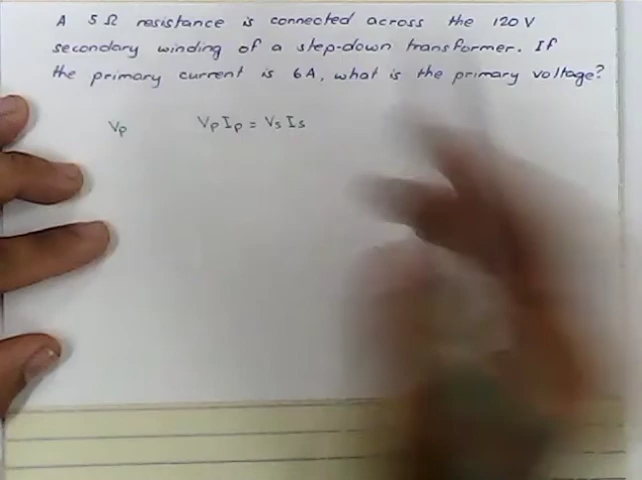 A 5 Ω resistance is connected across the 120 V
secondary winding of a step-down transformer. If
the primary current is 6A, what is the primary voltage?
Vp VpIp = VsIs